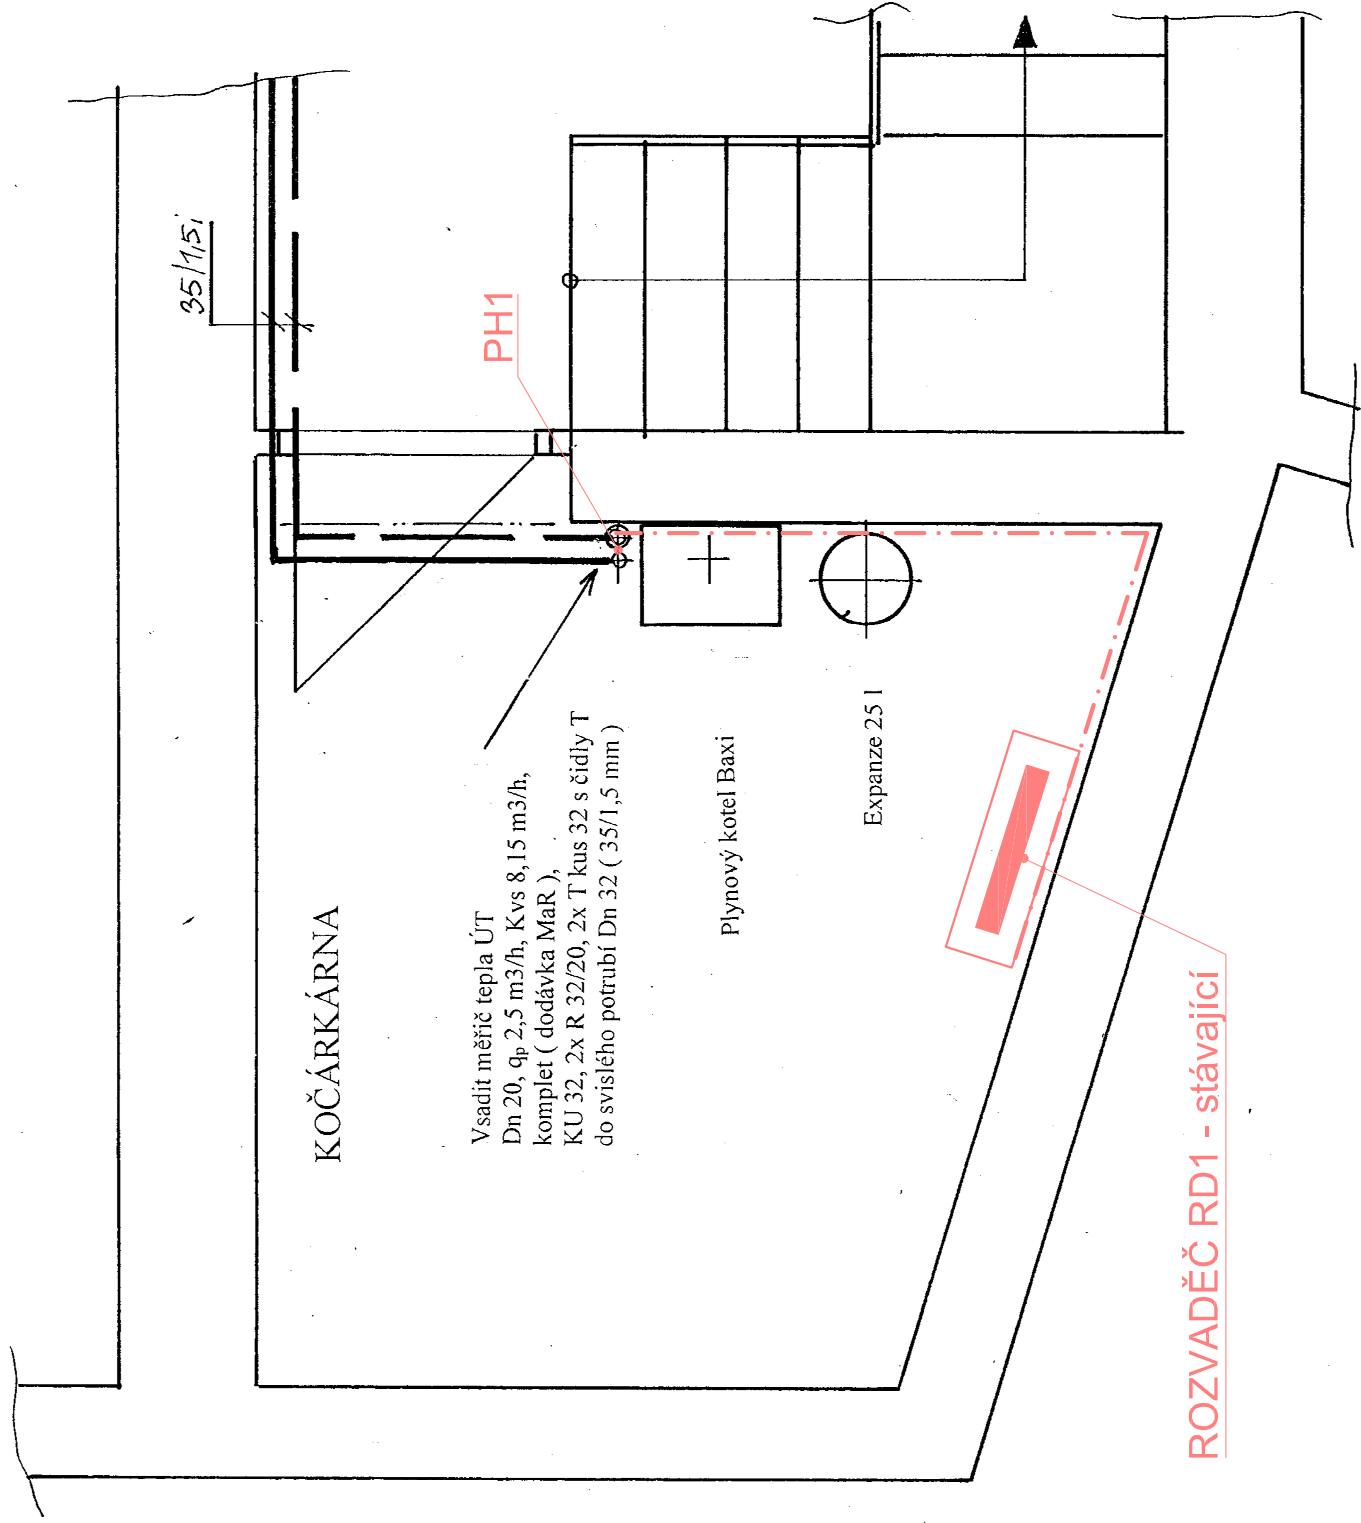 35/1,5
PH1
KOČÁRKÁRNA
Vsadit měřič tepla ÚT
Dn 20, qp 2,5 m3/h, Kvs 8,15 m3/h,
komplet ( dodávka MaR ),
KU 32, 2x R 32/20, 2x T kus 32 s čidly T
do svislého potrubí Dn 32 ( 35/1,5 mm )
Plynový kotel Baxi
Expanze 25 l
ROZVADĚČ RD1 - stávající